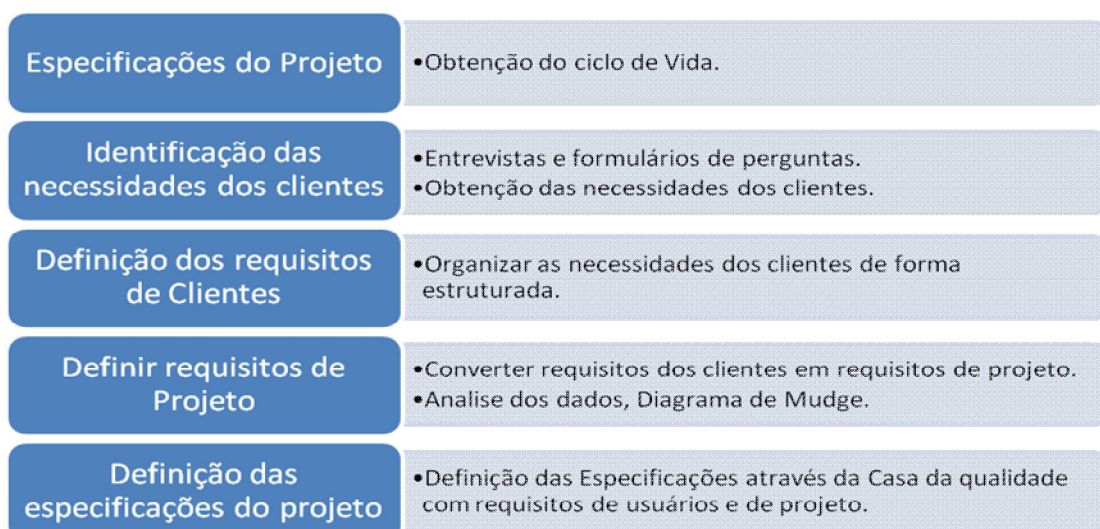 Especificações do Projeto
•Obtenção do ciclo de Vida.
Identificação das
necessidades dos clientes
•Entrevistas e formulários de perguntas.
•Obtenção das necessidades dos clientes.
Definição dos requisitos
de Clientes
•Organizar as necessidades dos clientes de forma
estruturada.
Definir requisitos de
Projeto
•Converter requisitos dos clientes em requisitos de projeto.
•Analise dos dados, Diagrama de Mudge.
Definição das
especificações do projeto
•Definição das Especificações através da Casa da qualidade
com requisitos de usuários e de projeto.